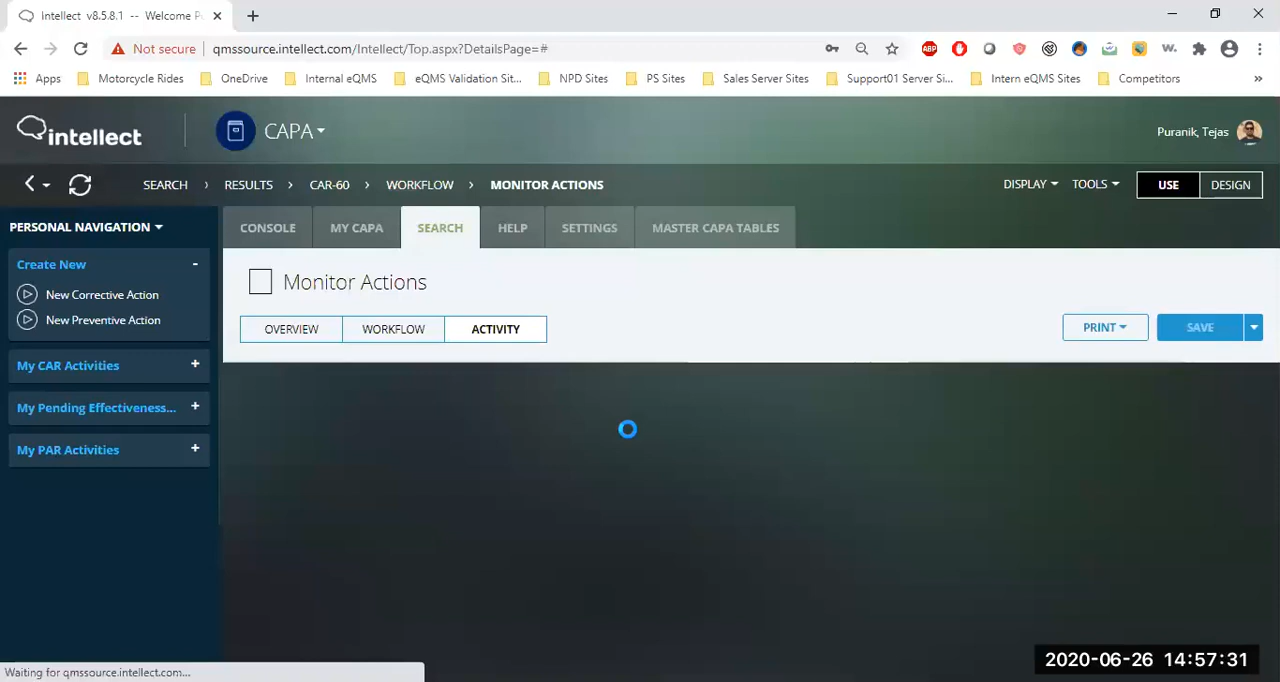 Intellect v8.5.8.1 -- Welcome P
Not secure qmssource.intellect.com/Intellect/Top.aspx?DetailsPage=#
ABP
W.
Apps Motorcycle Rides OneDrive Internal eQMS eQMS Validation Sit... NPD Sites PS Sites Sales Server Sites Support01 Server Si... Intern eQMS Sites Competitors »
intellect CAPA Puranik, Tejas
SEARCH › RESULTS › CAR-60 › WORKFLOW › MONITOR ACTIONS DISPLAY TOOLS USE DESIGN
PERSONAL NAVIGATION
CONSOLE MY CAPA SEARCH HELP SETTINGS MASTER CAPA TABLES
Create New -
New Corrective Action
New Preventive Action
My CAR Activities +
My Pending Effectiveness... +
My PAR Activities +
Monitor Actions
OVERVIEW WORKFLOW ACTIVITY PRINT SAVE
Waiting for qmssource.intellect.com...
2020-06-26 14:57:31